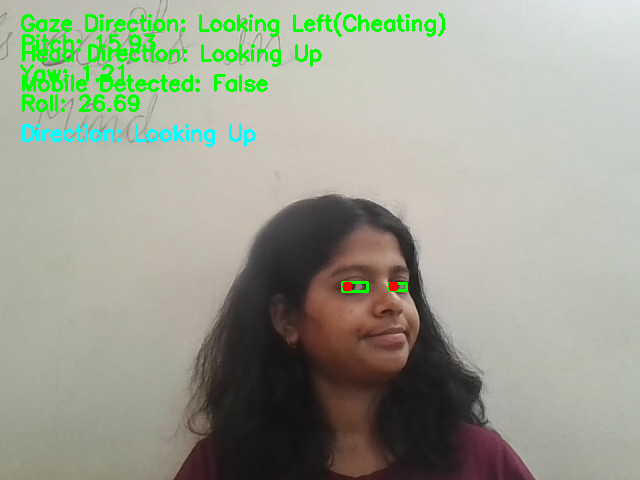 Gaze Direction: Looking Left(Cheating)
Pitch: 15.93
Head Direction: Looking Up
Yaw: 1.21
Mobile Detected: False
Roll: 26.69
Mind
Direction: Looking Up